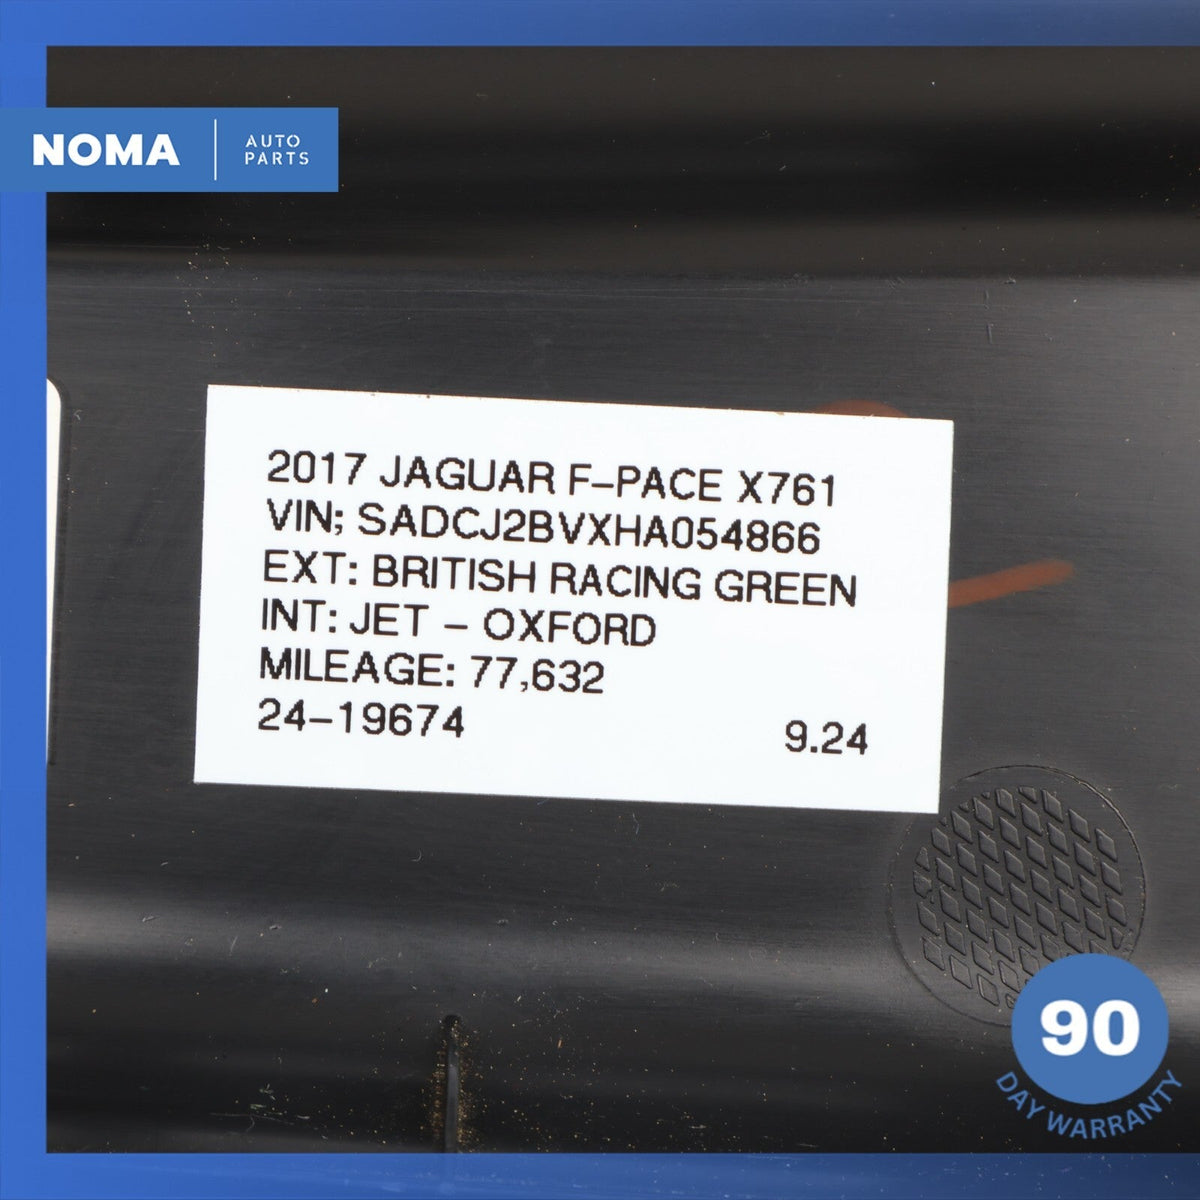 NOMA
AUTO
PARTS
2017 JAGUAR F-PACE X761
VIN; SADCJ2BVXHA054866
EXT: BRITISH RACING GREEN
INT: JET - OXFORD
MILEAGE: 77,632
24-19674 9.24
90
DAY WARRANTY